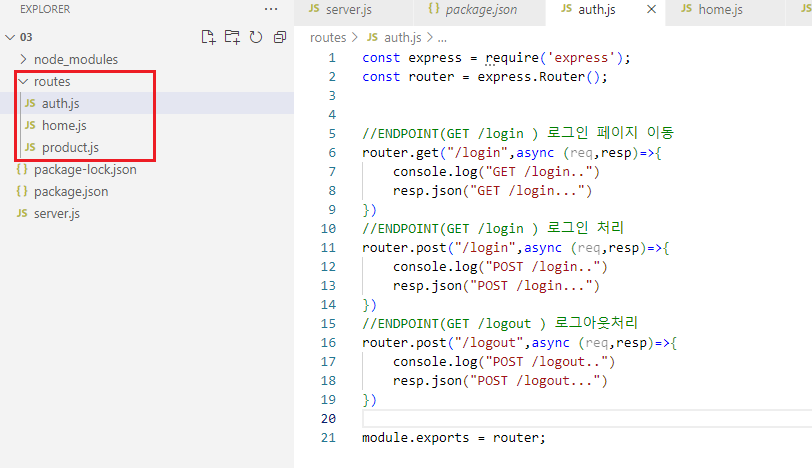 EXPLORER
03
node_modules
routes
JS auth.js
JS home.js
JS product.js
{} package-lock.json
{} package.json
JS server.js
JS server.js
{} package.json
JS auth.js
JS home.js
JS
routes > JS auth.js > ...
1 const express = require('express');
2 const router = express.Router();
3
4
5 //ENDPOINT(GET /login ) 로그인 페이지 이동
6 router.get("/login",async (req,resp)=>{
7 console.log("GET /login..")
8 resp.json("GET /login...")
9 })
10 //ENDPOINT(GET /login ) 로그인 처리
11 router.post("/login",async (req,resp)=>{
12 console.log("POST /login..")
13 resp.json("POST /login...")
14 })
15 //ENDPOINT(GET /logout ) 로그아웃처리
16 router.post("/logout",async (req,resp)=>{
17 console.log("POST /logout..")
18 resp.json("POST /logout...")
19 })
20
21 module.exports = router;